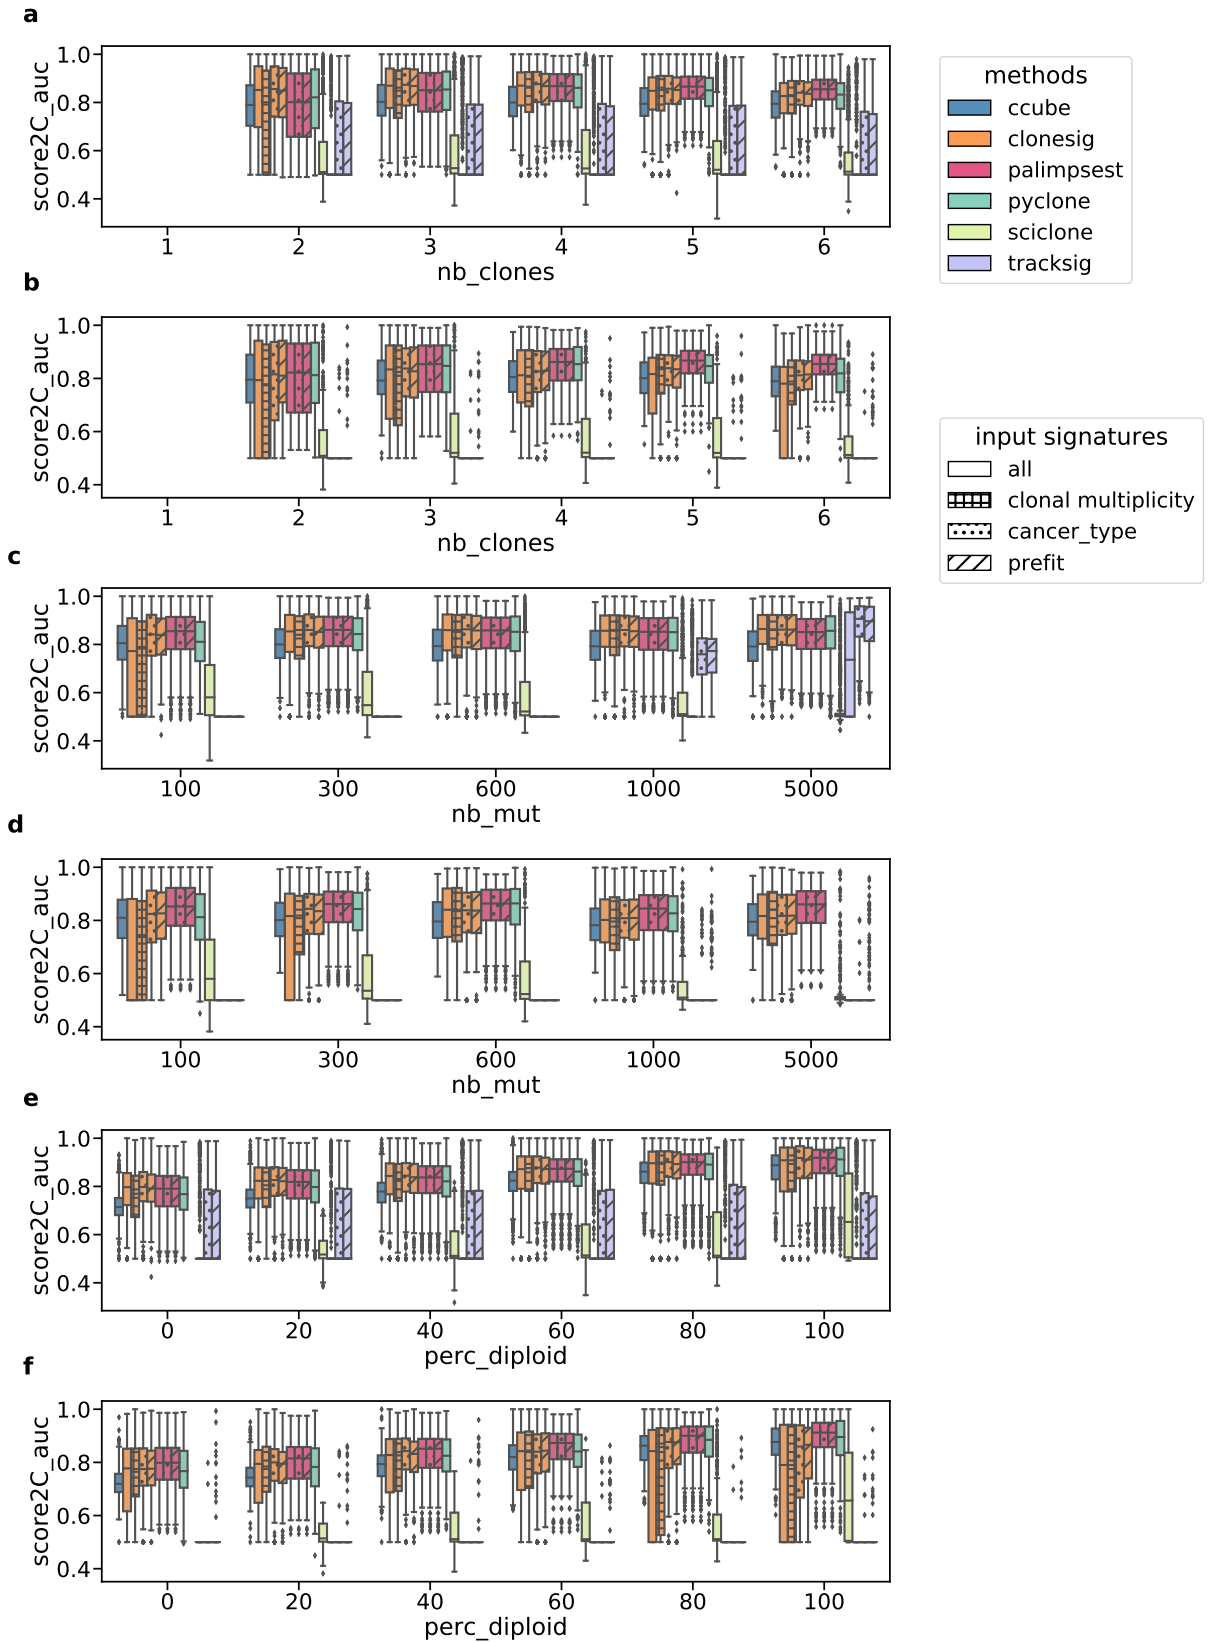 a
1.0
0.8
0.6
0.4
score2C_auc
1 2 3 4 5 6
nb_clones
methods
ccube
clonesig
palimpsest
pyclone
sciclone
tracksig
b
1.0
0.8
0.6
0.4
score2C_auc
1 2 3 4 5 6
nb_clones
input signatures
all
clonal multiplicity
cancer_type
prefit
c
1.0
0.8
0.6
0.4
score2C_auc
100 300 600 1000 5000
nb_mut
d
1.0
0.8
0.6
0.4
score2C_auc
100 300 600 1000 5000
nb_mut
e
1.0
0.8
0.6
0.4
score2C_auc
0 20 40 60 80 100
perc_diploid
f
1.0
0.8
0.6
0.4
score2C_auc
0 20 40 60 80 100
perc_diploid